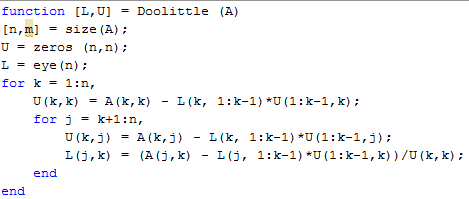 function [L,U] = Doolittle (A)
[n,m] = size(A);
U = zeros (n,n);
L = eye(n);
for k = 1:n,
    U(k,k) = A(k,k) - L(k, 1:k-1)*U(1:k-1,k);
    for j = k+1:n,
        U(k,j) = A(k,j) - L(k, 1:k-1)*U(1:k-1,j);
        L(j,k) = (A(j,k) - L(j, 1:k-1)*U(1:k-1,k))/U(k,k);
    end
end